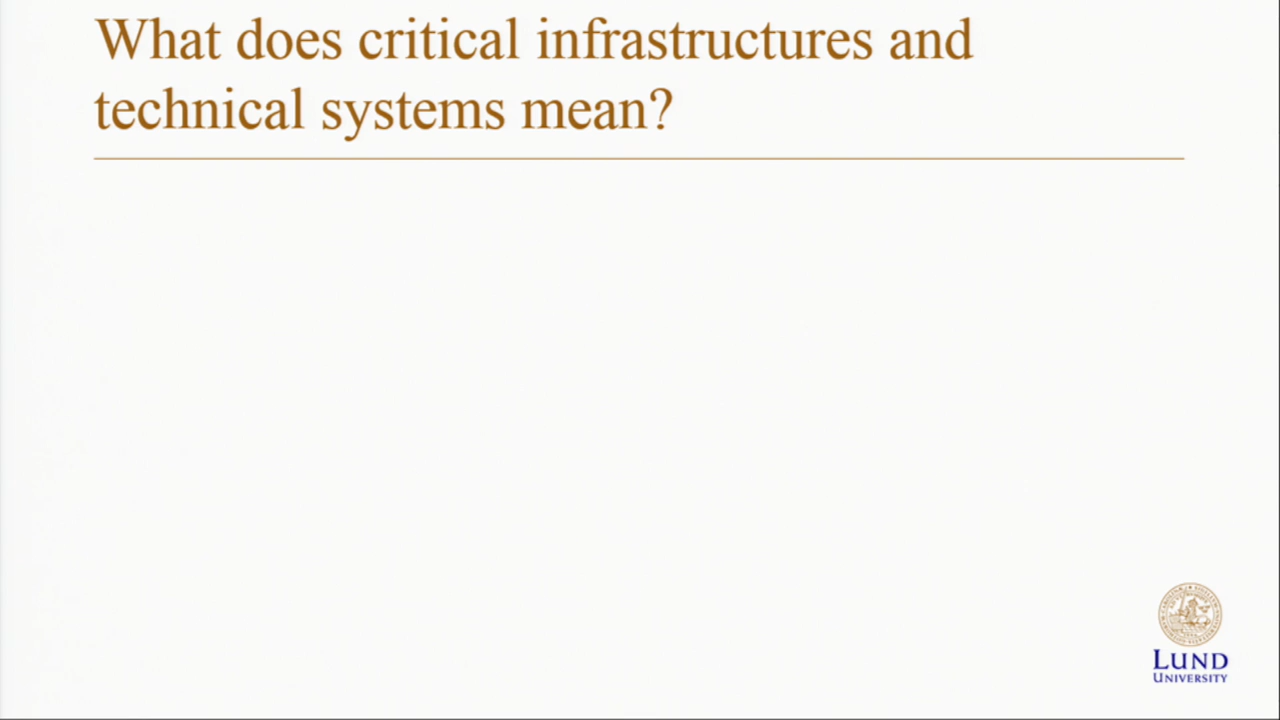 What does critical infrastructures and
technical systems mean?
LUND
UNIVERSITY